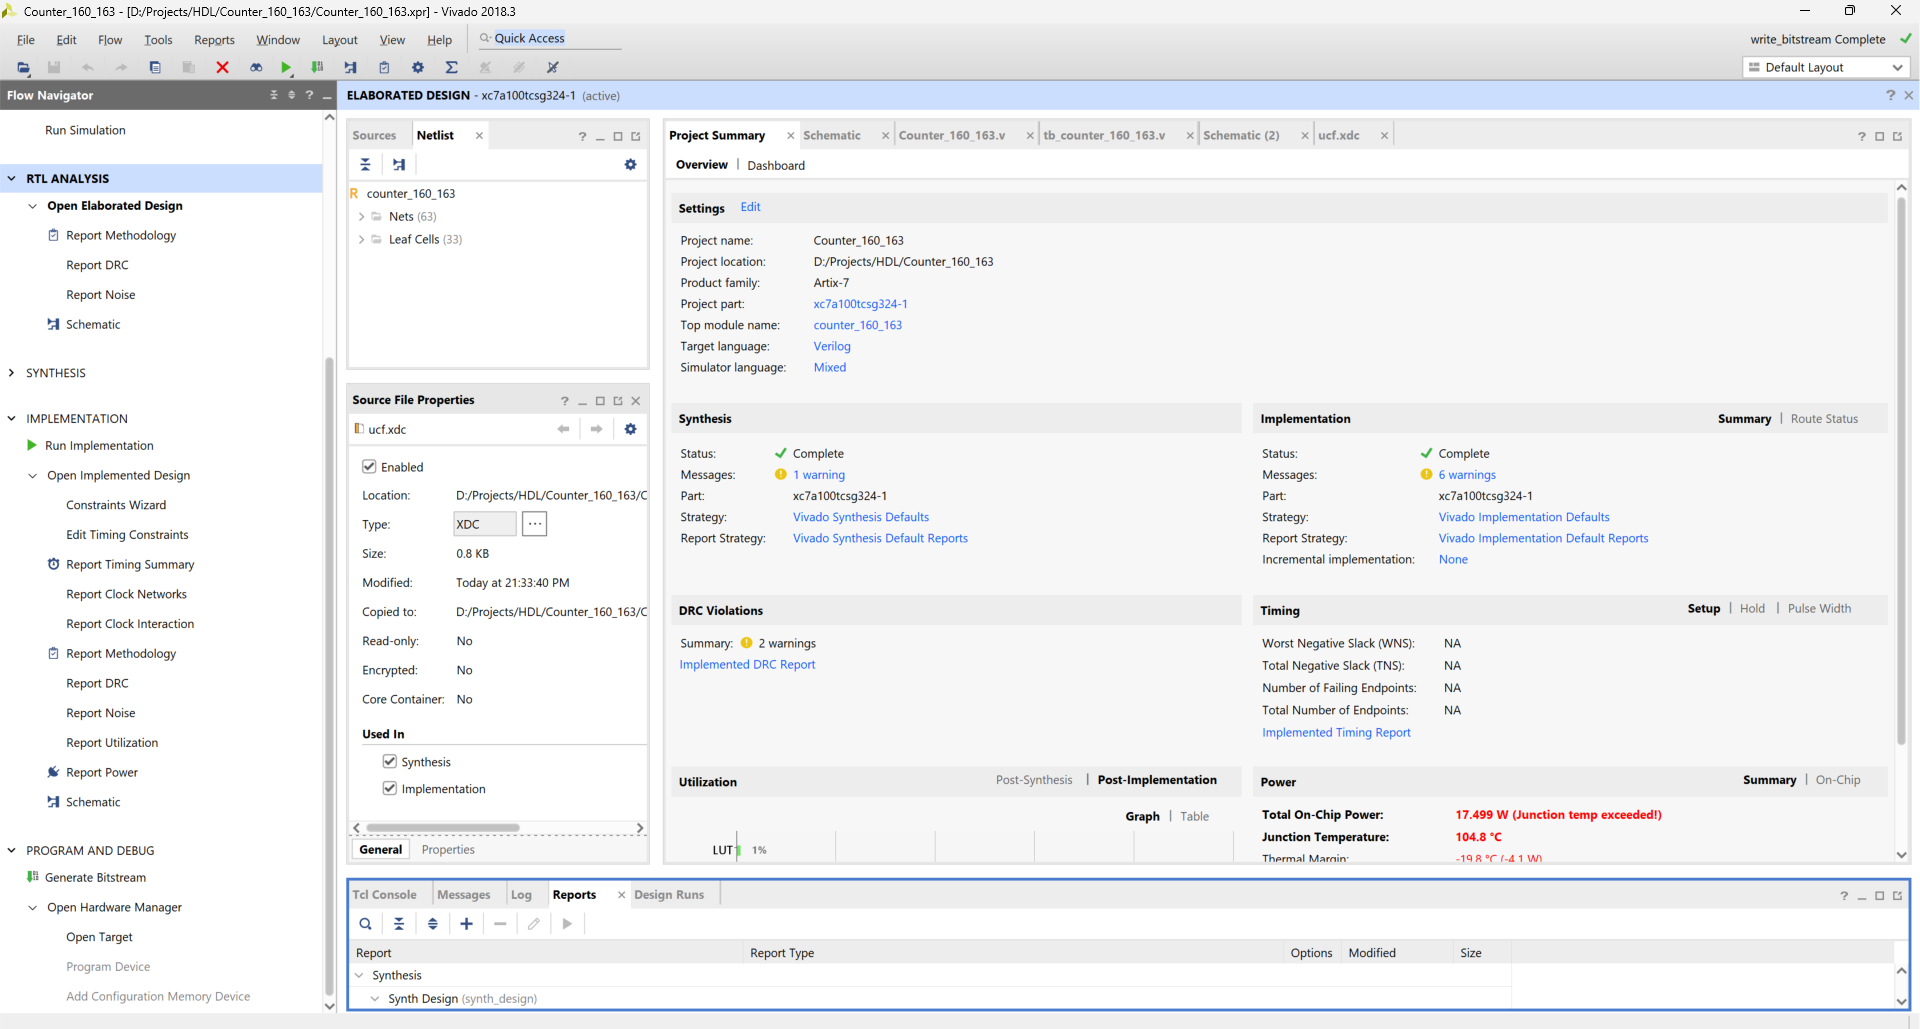 Counter_160_163 - [D:/Projects/HDL/Counter_160_163/Counter_160_163.xpr] - Vivado 2018.3
File Edit Flow Tools Reports Window Layout View Help Quick Access
write_bitstream Complete
Default Layout
Flow Navigator
Run Simulation
RTL ANALYSIS
Open Elaborated Design
Report Methodology
Report DRC
Report Noise
Schematic
SYNTHESIS
IMPLEMENTATION
Run Implementation
Open Implemented Design
Constraints Wizard
Edit Timing Constraints
Report Timing Summary
Report Clock Networks
Report Clock Interaction
Report Methodology
Report DRC
Report Noise
Report Utilization
Report Power
Schematic
PROGRAM AND DEBUG
Generate Bitstream
Open Hardware Manager
Open Target
Program Device
Add Configuration Memory Device
ELABORATED DESIGN - xc7a100tcsg324-1 (active)
Sources Netlist
counter_160_163
Nets (63)
Leaf Cells (33)
Source File Properties
ucf.xdc
Enabled
Location: D:/Projects/HDL/Counter_160_163/C
Type: XDC ...
Size: 0.8 KB
Modified: Today at 21:33:40 PM
Copied to: D:/Projects/HDL/Counter_160_163/C
Read-only: No
Encrypted: No
Core Container: No
Used In
Synthesis
Implementation
General Properties
Project Summary Schematic Counter_160_163.v tb_counter_160_163.v Schematic (2) ucf.xdc
Overview | Dashboard
Settings Edit
Project name: Counter_160_163
Project location: D:/Projects/HDL/Counter_160_163
Product family: Artix-7
Project part: xc7a100tcsg324-1
Top module name: counter_160_163
Target language: Verilog
Simulator language: Mixed
Synthesis
Status: Complete
Messages: 1 warning
Part: xc7a100tcsg324-1
Strategy: Vivado Synthesis Defaults
Report Strategy: Vivado Synthesis Default Reports
Implementation Summary | Route Status
Status: Complete
Messages: 6 warnings
Part: xc7a100tcsg324-1
Strategy: Vivado Implementation Defaults
Report Strategy: Vivado Implementation Default Reports
Incremental implementation: None
DRC Violations
Summary: 2 warnings
Implemented DRC Report
Timing Setup | Hold | Pulse Width
Worst Negative Slack (WNS): NA
Total Negative Slack (TNS): NA
Number of Failing Endpoints: NA
Total Number of Endpoints: NA
Implemented Timing Report
Utilization Post-Synthesis | Post-Implementation
Graph | Table
LUT 1%
Power Summary | On-Chip
Total On-Chip Power: 17.499 W (Junction temp exceeded!)
Junction Temperature: 104.8 °C
Thermal Margin: -19.8 °C (-4.1 W)
Tcl Console Messages Log Reports Design Runs
Report Report Type Options Modified Size
Synthesis
Synth Design (synth_design)